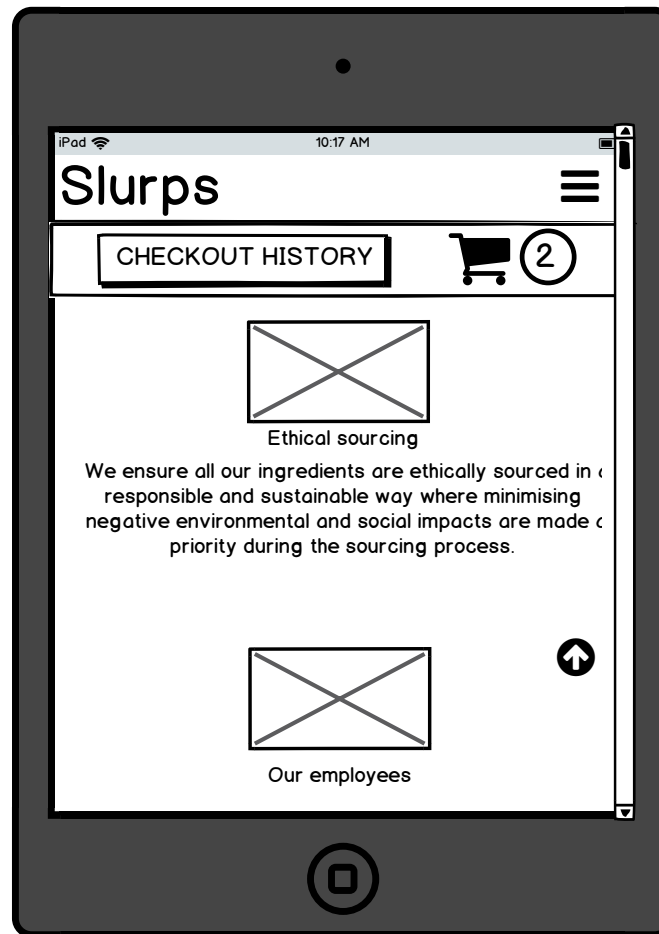 iPad
10:17 AM
Slurps
CHECKOUT HISTORY
2
Ethical sourcing
We ensure all our ingredients are ethically sourced in
responsible and sustainable way where minimising
negative environmental and social impacts are made
priority during the sourcing process.
Our employees